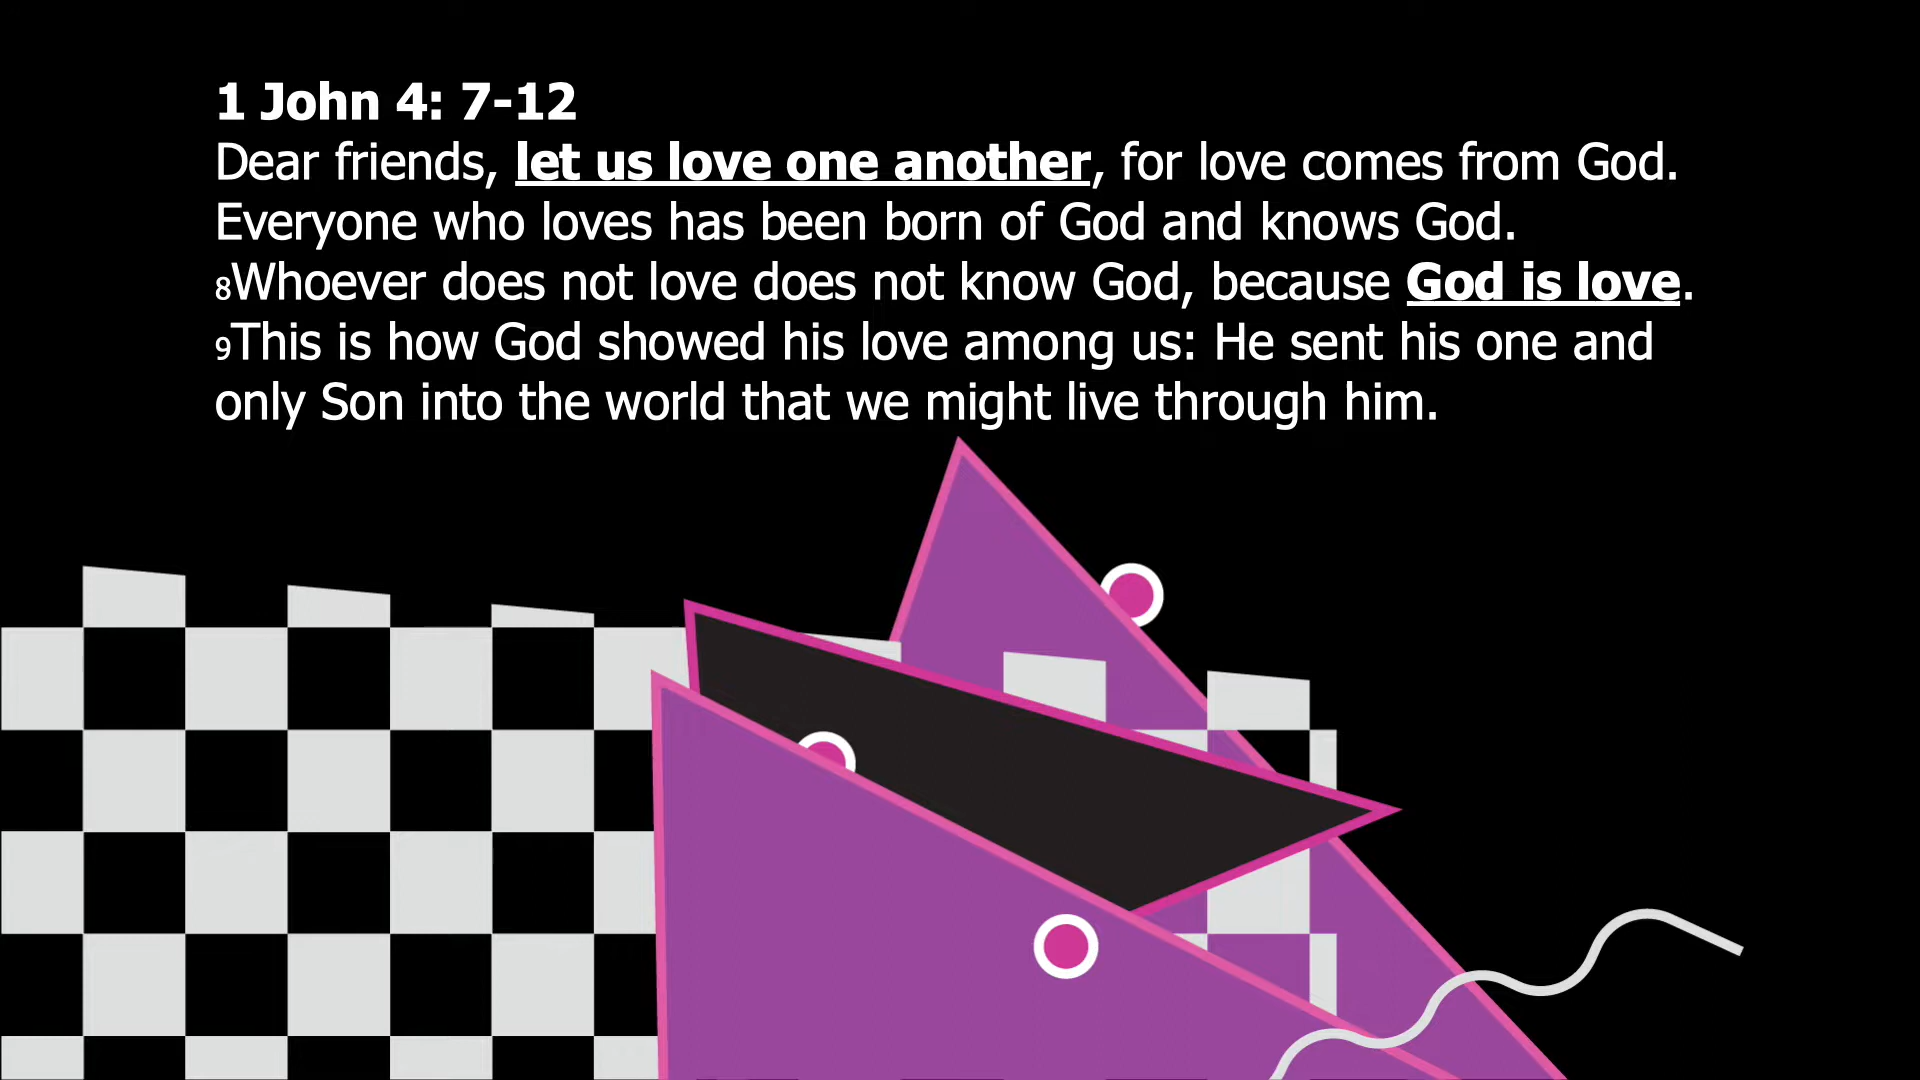 1 John 4: 7-12
Dear friends, let us love one another, for love comes from God.
Everyone who loves has been born of God and knows God.
8Whoever does not love does not know God, because God is love.
9This is how God showed his love among us: He sent his one and
only Son into the world that we might live through him.